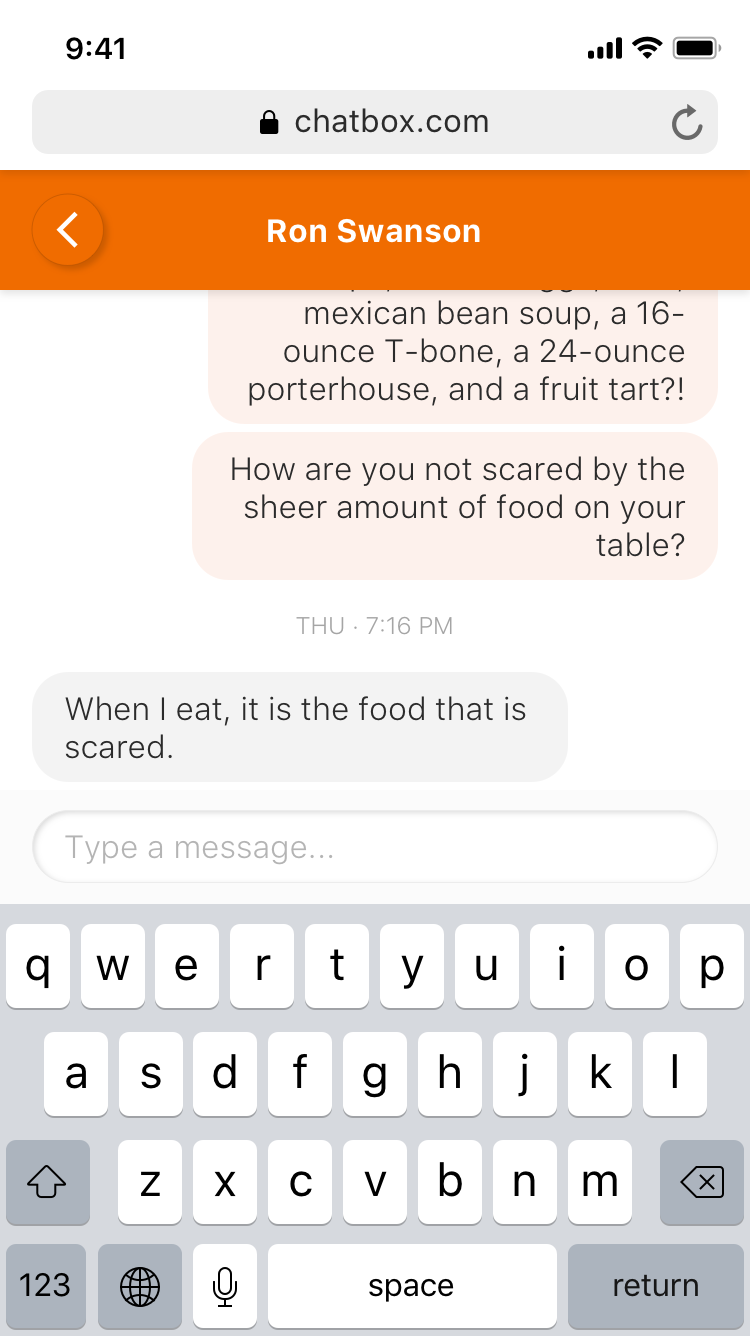 9:41
chatbox.com
Ron Swanson
mexican bean soup, a 16-
ounce T-bone, a 24-ounce
porterhouse, and a fruit tart?!
How are you not scared by the
sheer amount of food on your
table?
THU · 7:16 PM
When I eat, it is the food that is
scared.
Type a message...
q w e r t y u i o p
a s d f g h j k l
z x c v b n m
123 space return